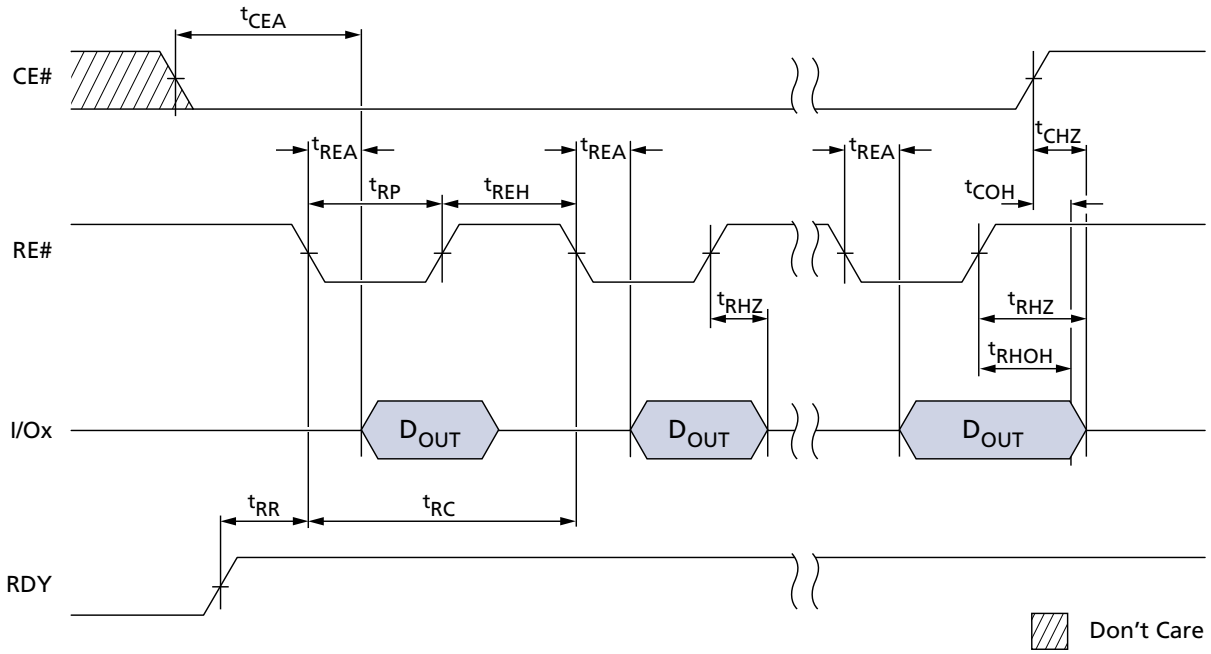 tCEA
CE#
tREA
tREA
tREA
tCHZ
tRP
tREH
tCOH
RE#
tRHZ
tRHZ
tRHOH
I/Ox
DOUT
DOUT
DOUT
tRR
tRC
RDY
Don't Care